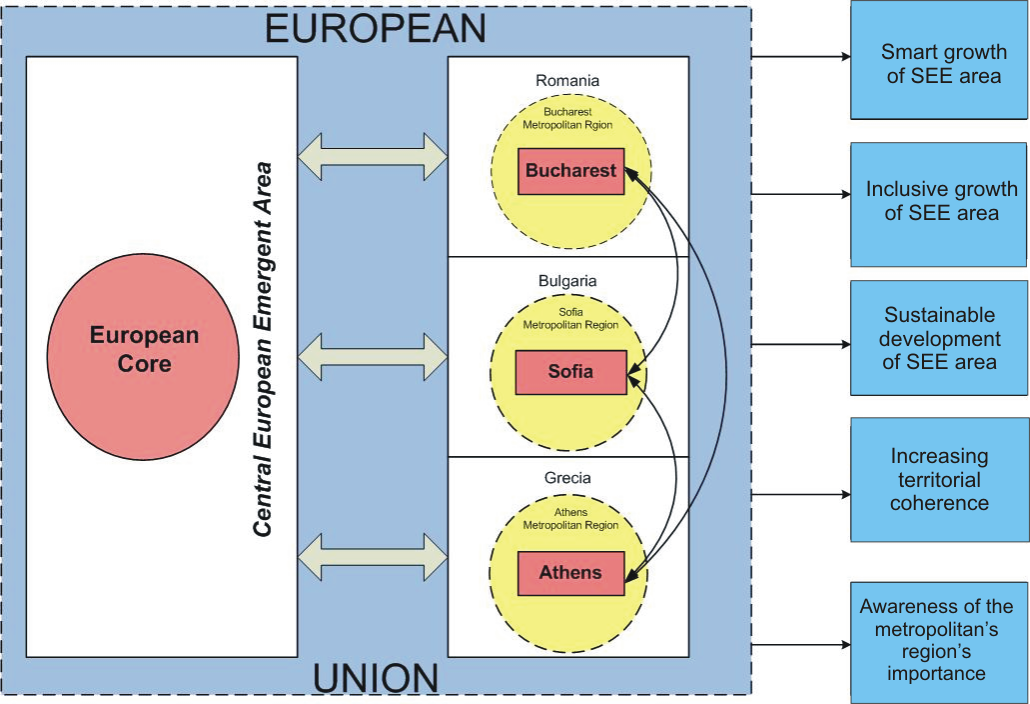 EUROPEAN
European
Core
Central European Emergent Area
Romania
Bucharest
Metropolitan Rgion
Bucharest
Bulgaria
Sofia
Metropolitan Region
Sofia
Grecia
Athens
Metropolitan Region
Athens
UNION
Smart growth
of SEE area
Inclusive growth
of SEE area
Sustainable
development
of SEE area
Increasing
territorial
coherence
Awareness of the
metropolitan's
region's
importance